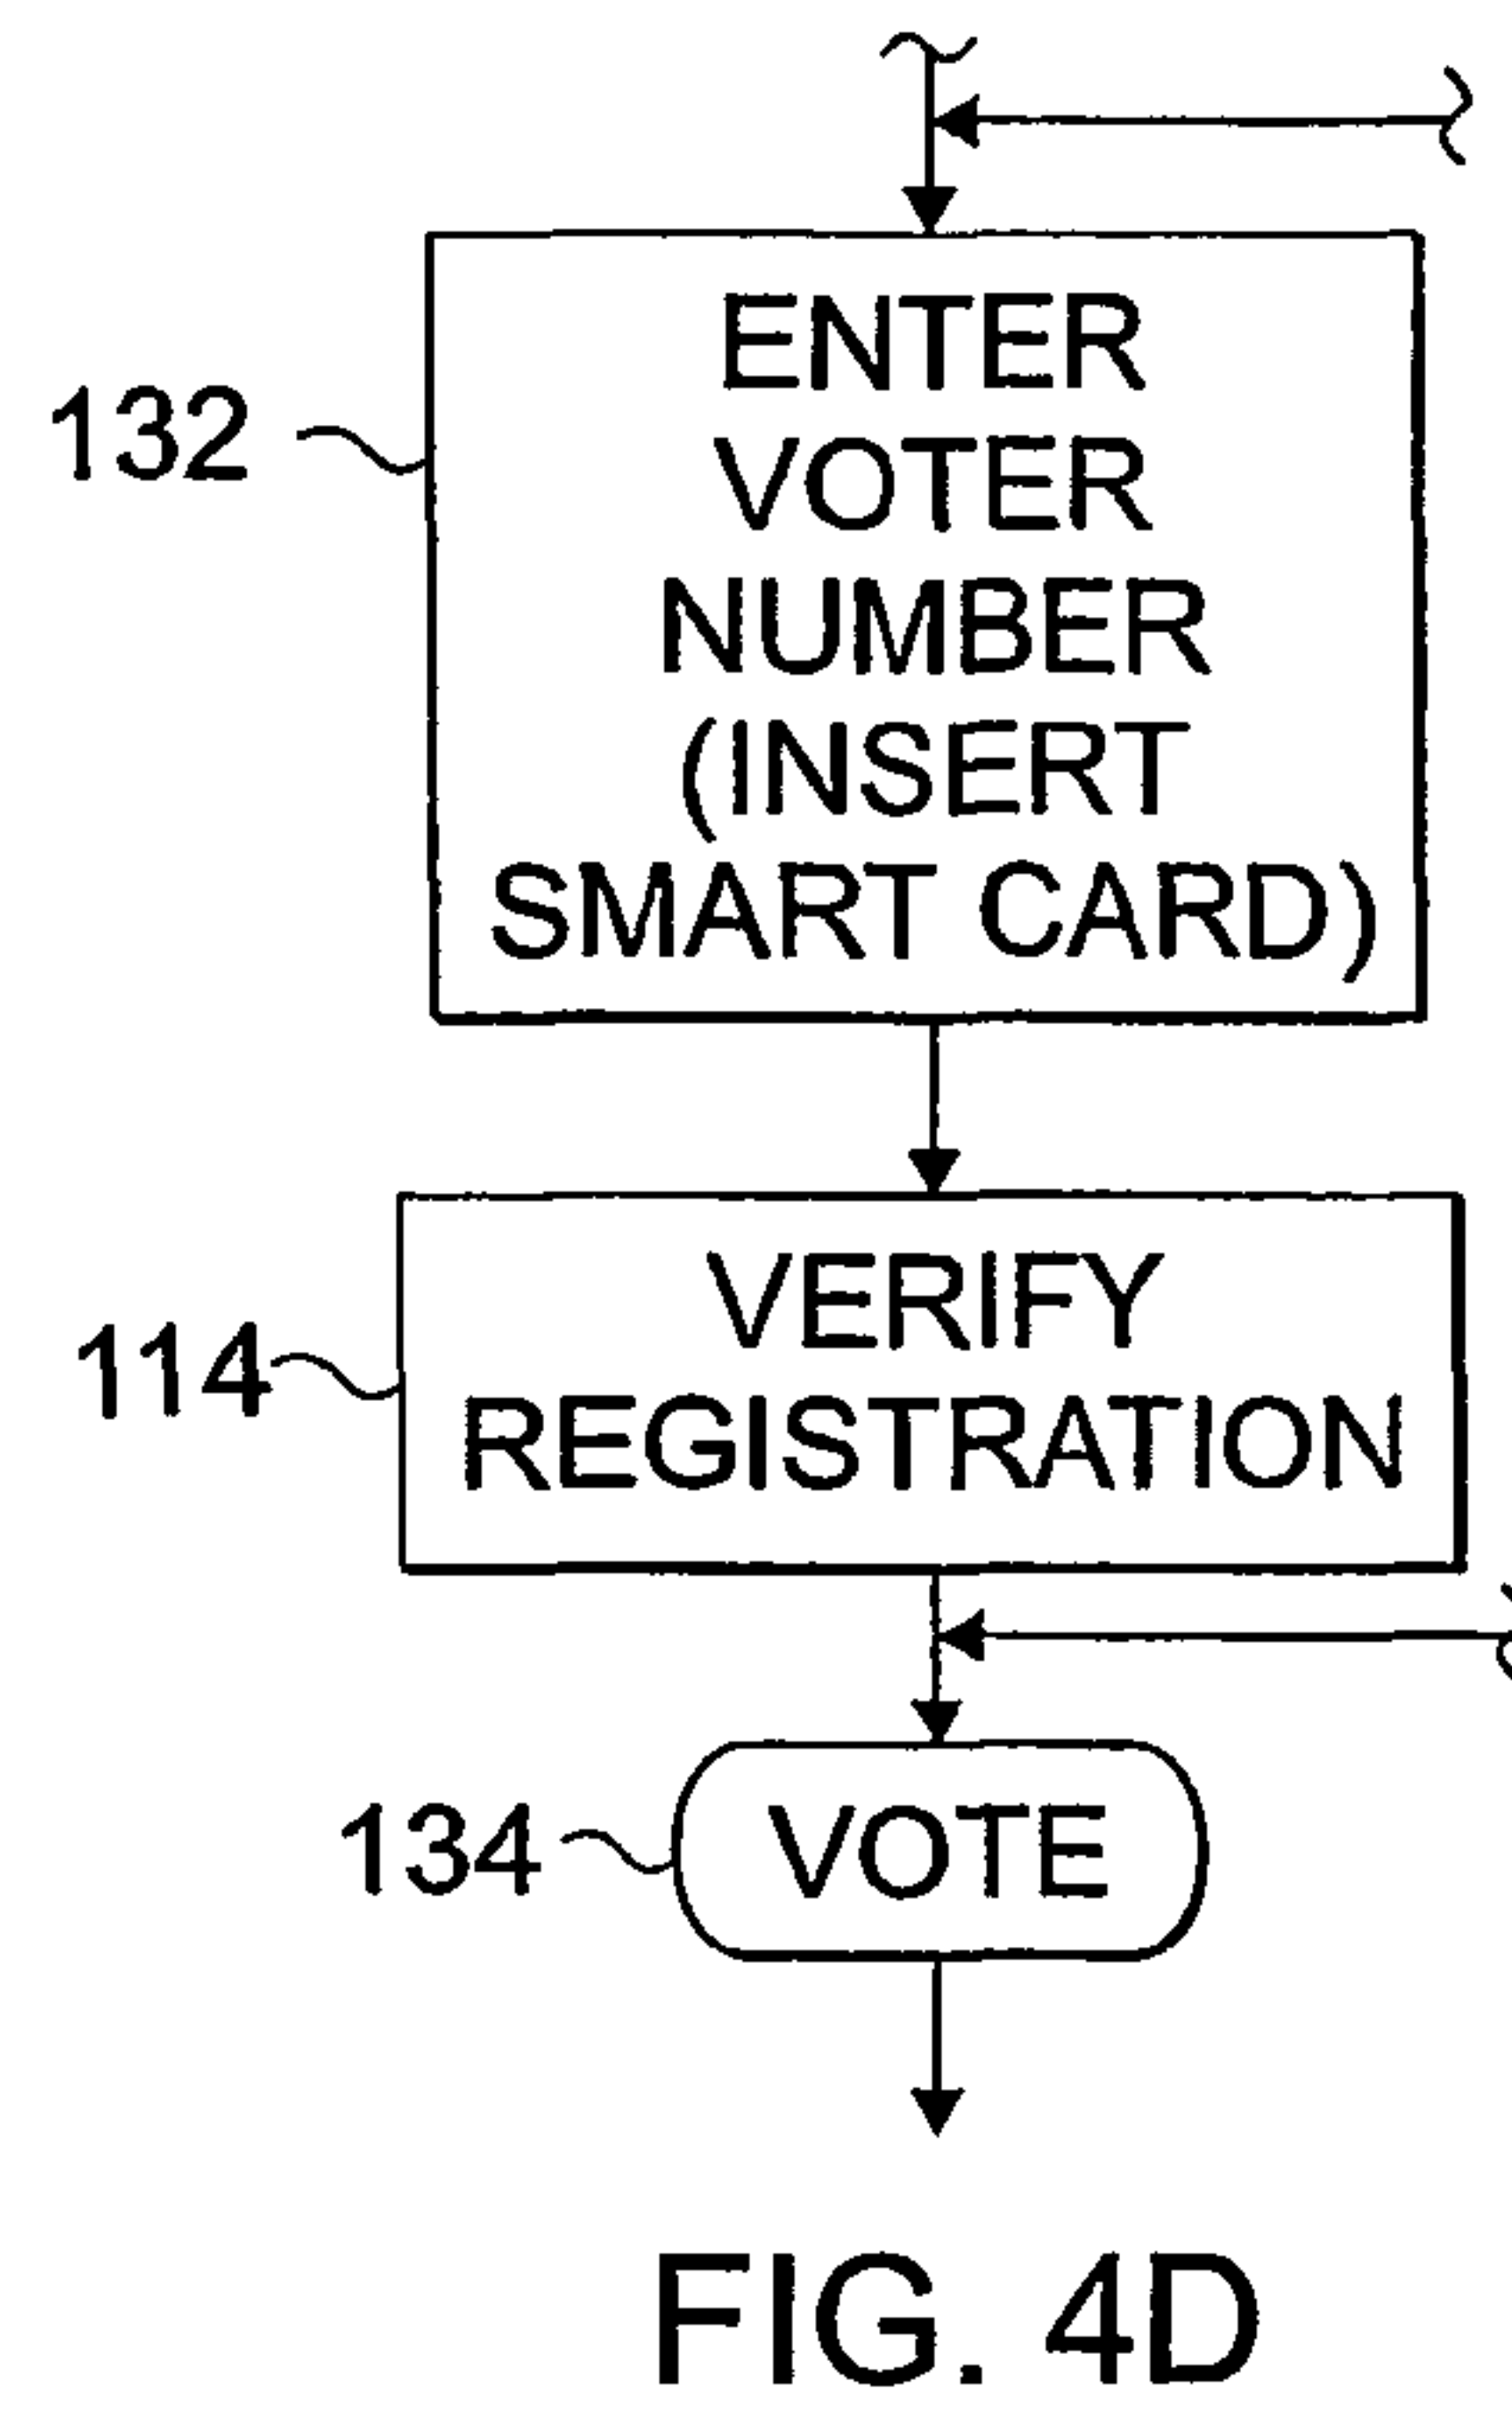 132
ENTER
VOTER
NUMBER
(INSERT
SMART CARD)
114
VERIFY
REGISTRATION
134
VOTE
FIG. 4D